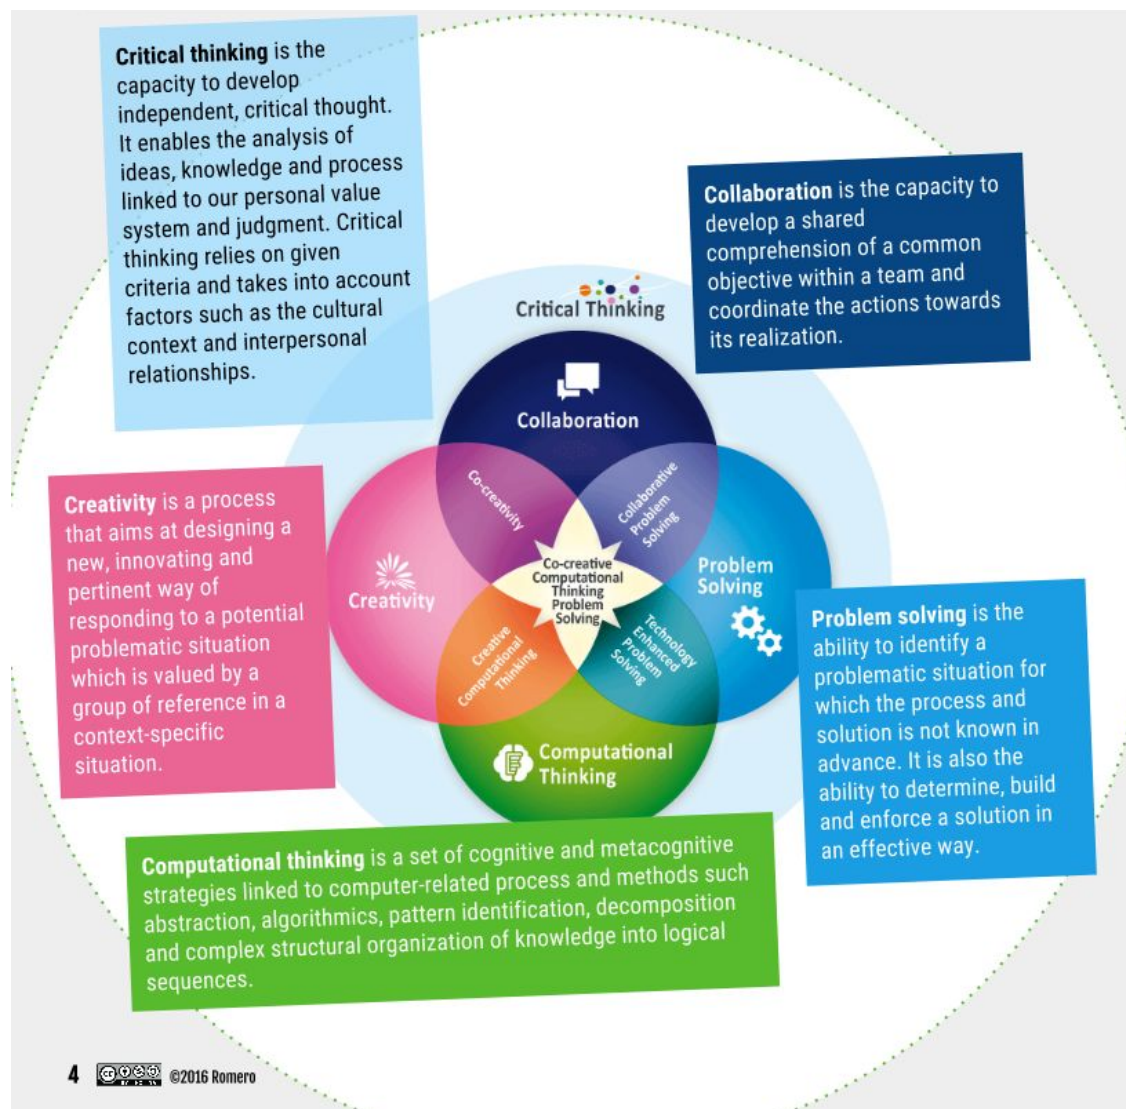 Critical thinking is the
capacity to develop
independent, critical thought.
It enables the analysis of
ideas, knowledge and process
linked to our personal value
system and judgment. Critical
thinking relies on given
criteria and takes into account
factors such as the cultural
context and interpersonal
relationships.
Collaboration is the capacity to
develop a shared
comprehension of a common
objective within a team and
coordinate the actions towards
its realization.
Critical Thinking
Collaboration
Co-creativity
Collaborative
Problem
Solving
Creativity is a process
that aims at designing a
new, innovating and
pertinent way of
responding to a potential
problematic situation
which is valued by a
group of reference in a
context-specific
situation.
Creativity
Co-creative
Computational
Thinking
Problem
Solving
Problem
Solving
Creative
Computational
Thinking
Technology
Enhanced
Problem
Solving
Computational
Thinking
Problem solving is the
ability to identify a
problematic situation for
which the process and
solution is not known in
advance. It is also the
ability to determine, build
and enforce a solution in
an effective way.
Computational thinking is a set of cognitive and metacognitive
strategies linked to computer-related process and methods such
abstraction, algorithmics, pattern identification, decomposition
and complex structural organization of knowledge into logical
sequences.
4 ©2016 Romero